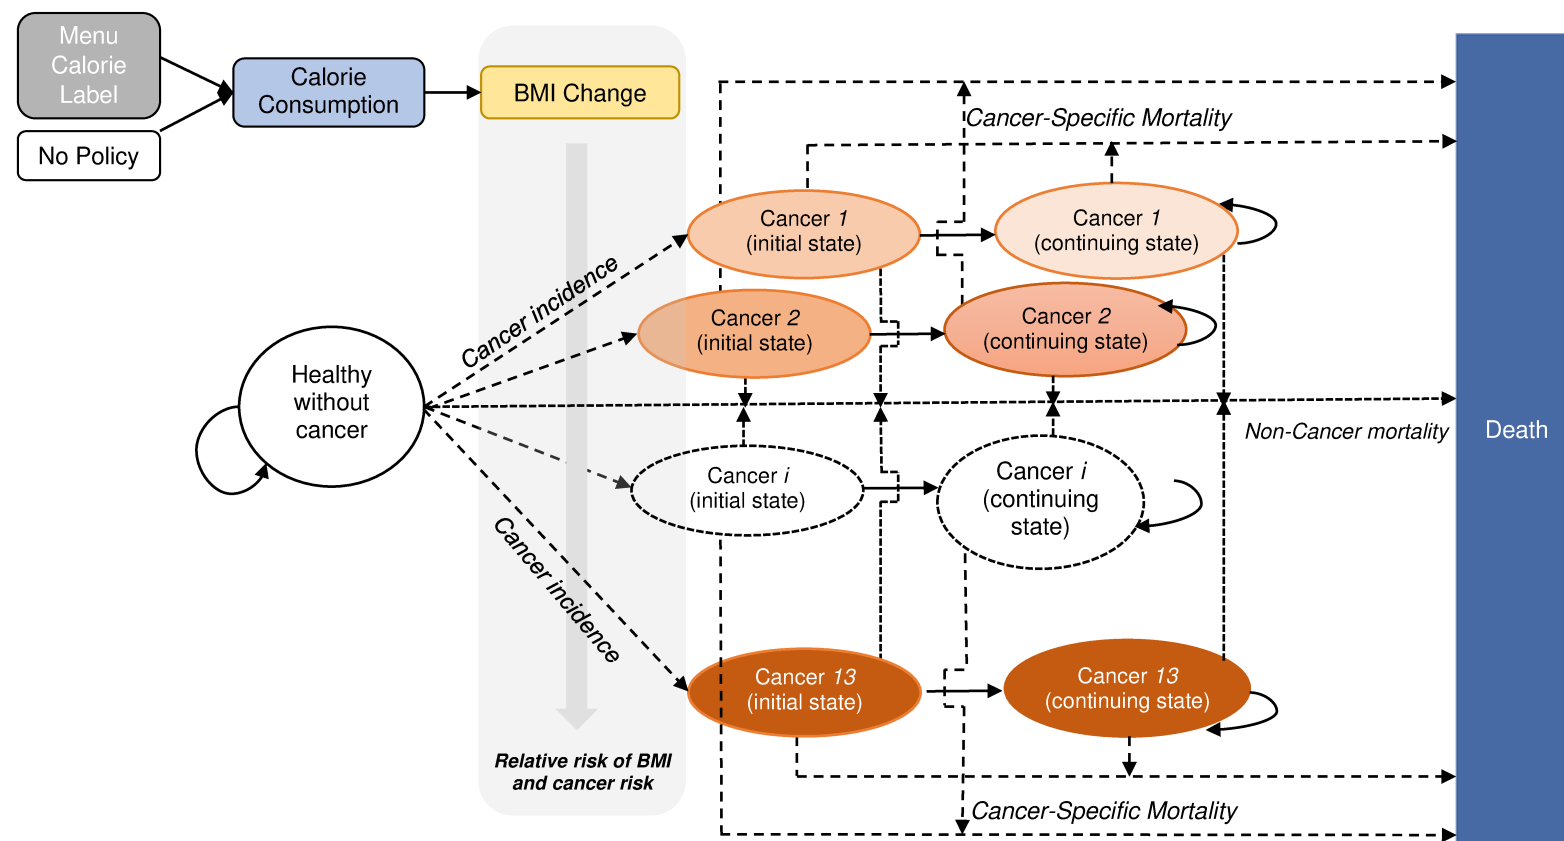 Menu
Calorie
Label
No Policy
Calorie
Consumption
BMI Change
Cancer-Specific Mortality
Cancer 1
(initial state)
Cancer 1
(continuing state)
Cancer incidence
Cancer 2
(initial state)
Cancer 2
(continuing state)
Healthy
without
cancer
Non-Cancer mortality
Death
Cancer i
(initial state)
Cancer i
(continuing
state)
Cancer incidence
Cancer 13
(initial state)
Cancer 13
(continuing state)
Relative risk of BMI
and cancer risk
Cancer-Specific Mortality